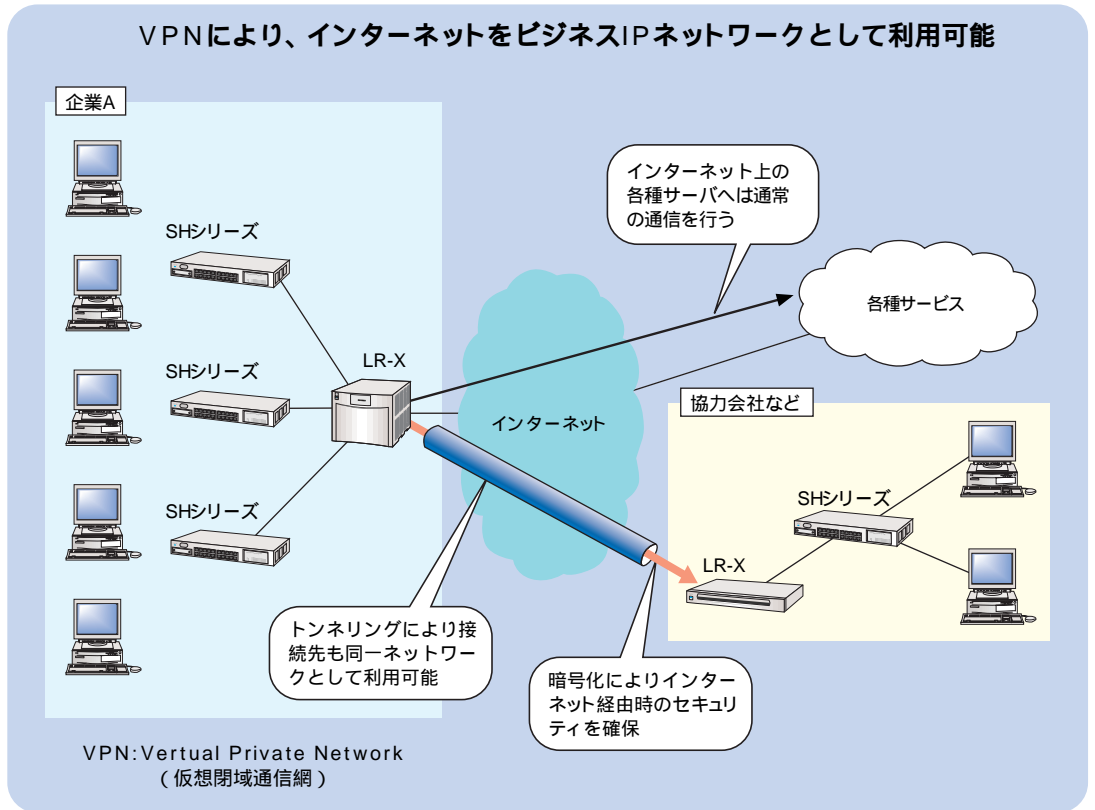 VPNにより、インターネットをビジネスIPネットワークとして利用可能
企業A
インターネット上の
各種サーバへは通常
の通信を行う
SHシリーズ
各種サービス
SHシリーズ
LR-X
協力会社など
インターネット
SHシリーズ
SHシリーズ
LR-X
トンネリングにより接
続先も同一ネットワー
クとして利用可能
暗号化によりインター
ネット経由時のセキュリ
ティを確保
VPN:Vertual Private Network
(仮想閉域通信網)